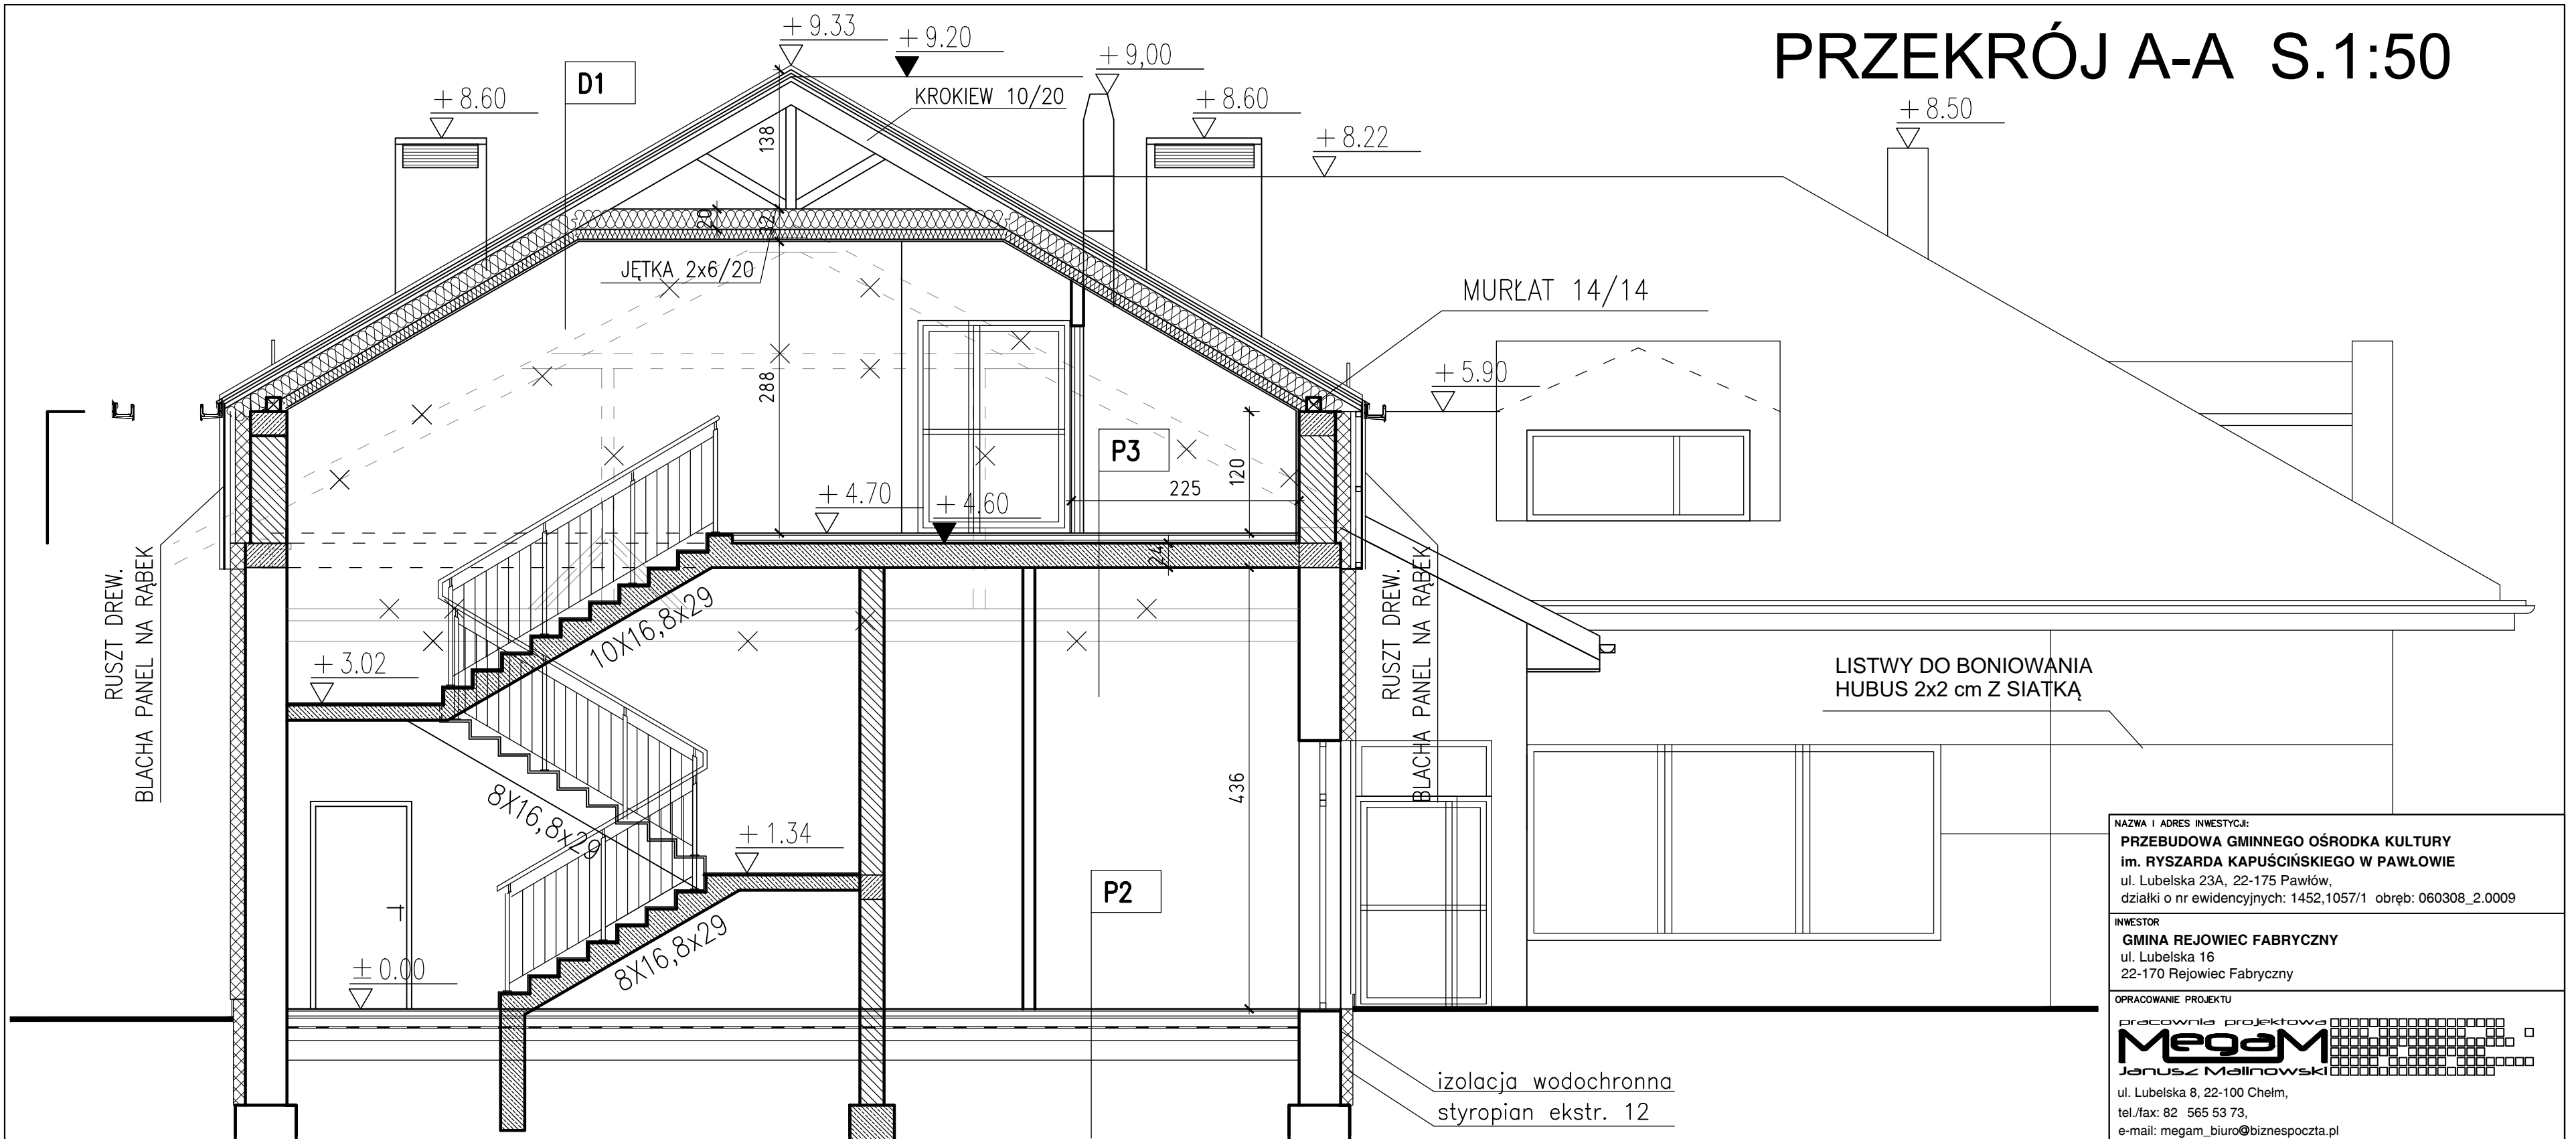 PRZEKRÓJ A-A S.1:50
+ 9.33
+ 9.20
+ 9,00
+ 8.60
D1
KROKIEW 10/20
+ 8.60
+ 8.50
+ 8.22
138
20
32
JĘTKA 2x6/20
MURŁAT 14/14
288
+ 5.90
P3
120
225
+ 4.70
+ 4.60
24
RUSZT DREW.
BLACHA PANEL NA RĄBEK
RUSZT DREW.
BLACHA PANEL NA RĄBEK
10X16,8x29
+ 3.02
LISTWY DO BONIOWANIA
HUBUS 2x2 cm Z SIATKĄ
8X16,8x29
436
+ 1.34
P2
8X16,8x29
± 0.00
izolacja wodochronna
styropian ekstr. 12
NAZWA I ADRES INWESTYCJI:
PRZEBUDOWA GMINNEGO OŚRODKA KULTURY
im. RYSZARDA KAPUŚCIŃSKIEGO W PAWŁOWIE
ul. Lubelska 23A, 22-175 Pawłów,
działki o nr ewidencyjnych: 1452,1057/1 obręb: 060308_2.0009
INWESTOR
GMINA REJOWIEC FABRYCZNY
ul. Lubelska 16
22-170 Rejowiec Fabryczny
OPRACOWANIE PROJEKTU
pracownia projektowa
MegaM
Janusz Malinowski
ul. Lubelska 8, 22-100 Chełm,
tel./fax: 82 565 53 73,
e-mail: megam_biuro@biznespoczta.pl